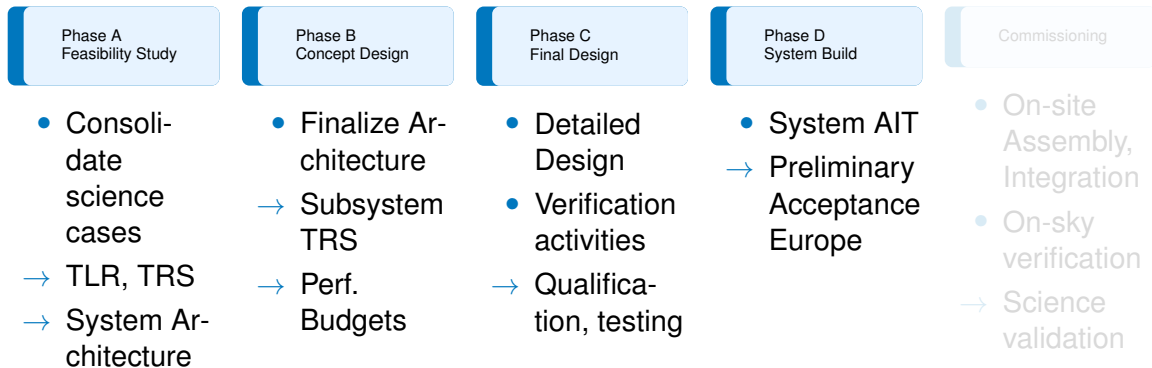 Phase A
Feasibility Study
• Consoli-
date
science
cases
→ TLR, TRS
→ System Ar-
chitecture
Phase B
Concept Design
• Finalize Ar-
chitecture
→ Subsystem
TRS
→ Perf.
Budgets
Phase C
Final Design
• Detailed
Design
• Verification
activities
→ Qualifica-
tion, testing
Phase D
System Build
• System AIT
→ Preliminary
Acceptance
Europe
Commissioning
• On-site
Assembly,
Integration
• On-sky
verification
→ Science
validation